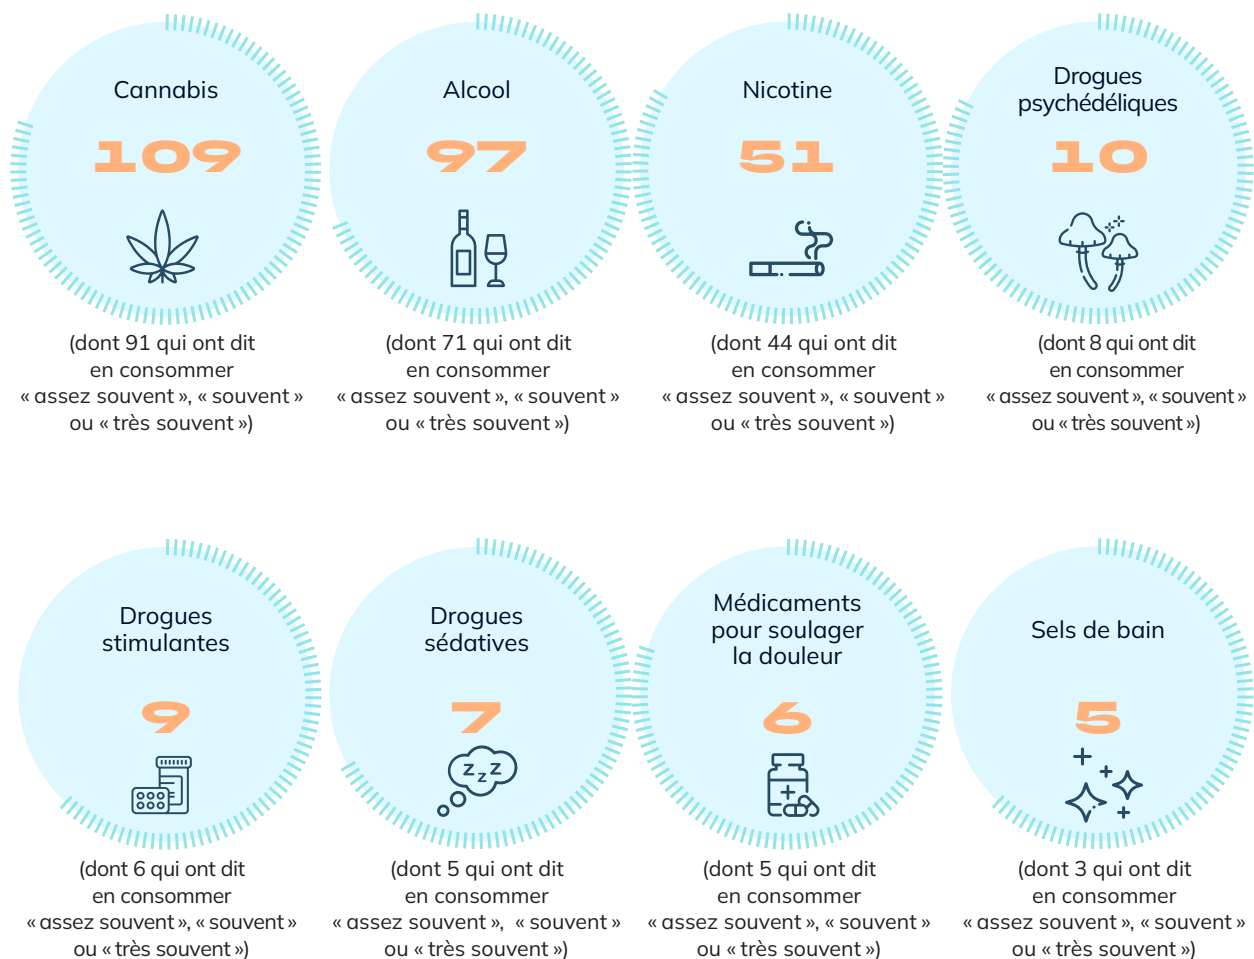 Cannabis
109
(dont 91 qui ont dit
en consommer
« assez souvent », « souvent »
ou « très souvent »)
Alcool
97
(dont 71 qui ont dit
en consommer
« assez souvent », « souvent »
ou « très souvent »)
Nicotine
51
(dont 44 qui ont dit
en consommer
« assez souvent », « souvent »
ou « très souvent »)
Drogues
psychédéliques
10
(dont 8 qui ont dit
en consommer
« assez souvent », « souvent »
ou « très souvent »)
Drogues
stimulantes
9
(dont 6 qui ont dit
en consommer
« assez souvent », « souvent »
ou « très souvent »)
Drogues
sédatives
7
z z z
(dont 5 qui ont dit
en consommer
« assez souvent », « souvent »
ou « très souvent »)
Médicaments
pour soulager
la douleur
6
(dont 5 qui ont dit
en consommer
« assez souvent », « souvent »
ou « très souvent »)
Sels de bain
5
(dont 3 qui ont dit
en consommer
« assez souvent », « souvent »
ou « très souvent »)